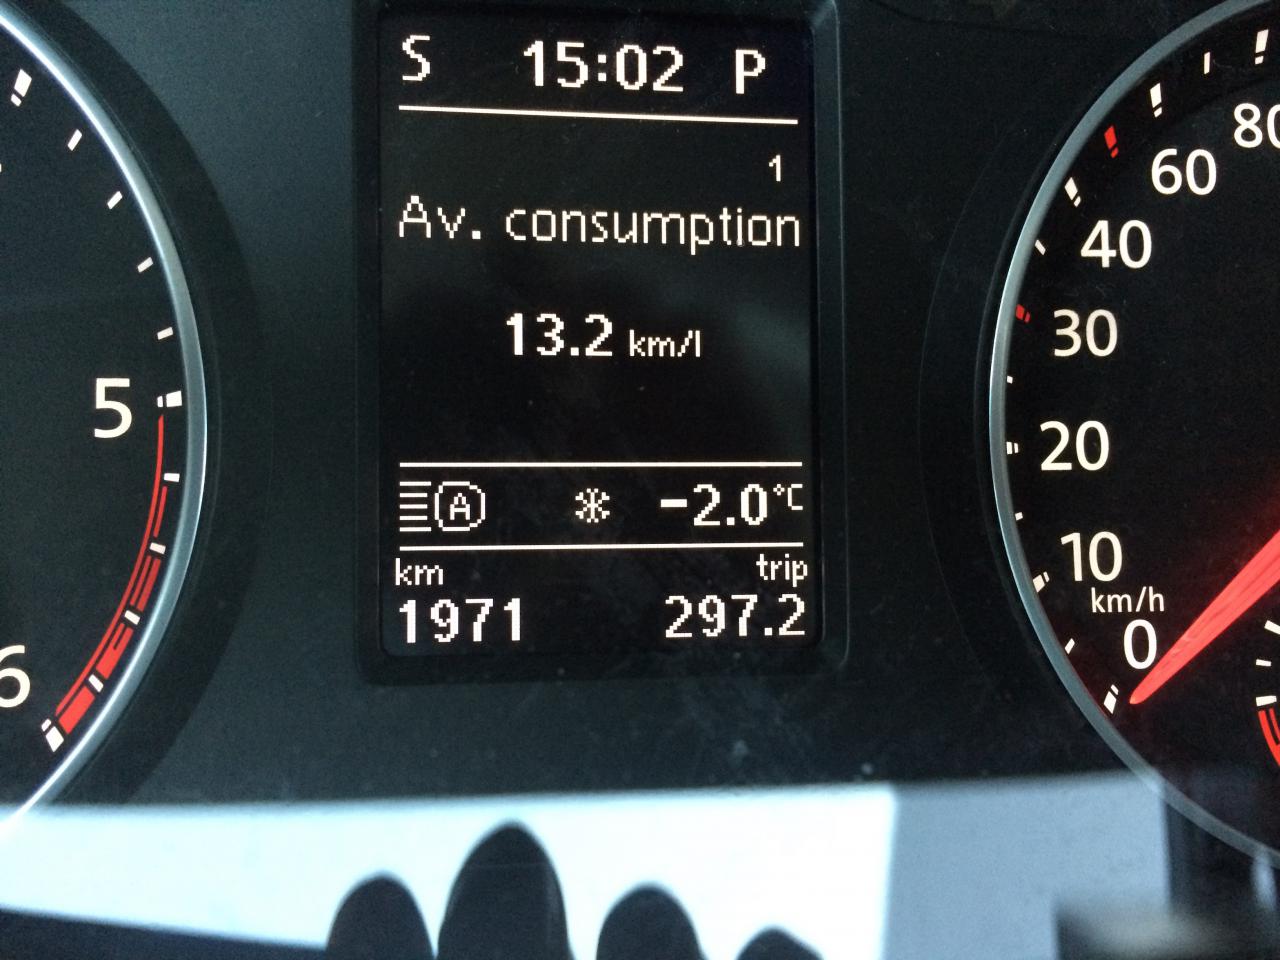 S 15:02 P
1
Av. consumption
13.2 km/l
A * -2.0°C
km trip
1971 297.2
5
6
80
60
40
30
20
10
km/h
0